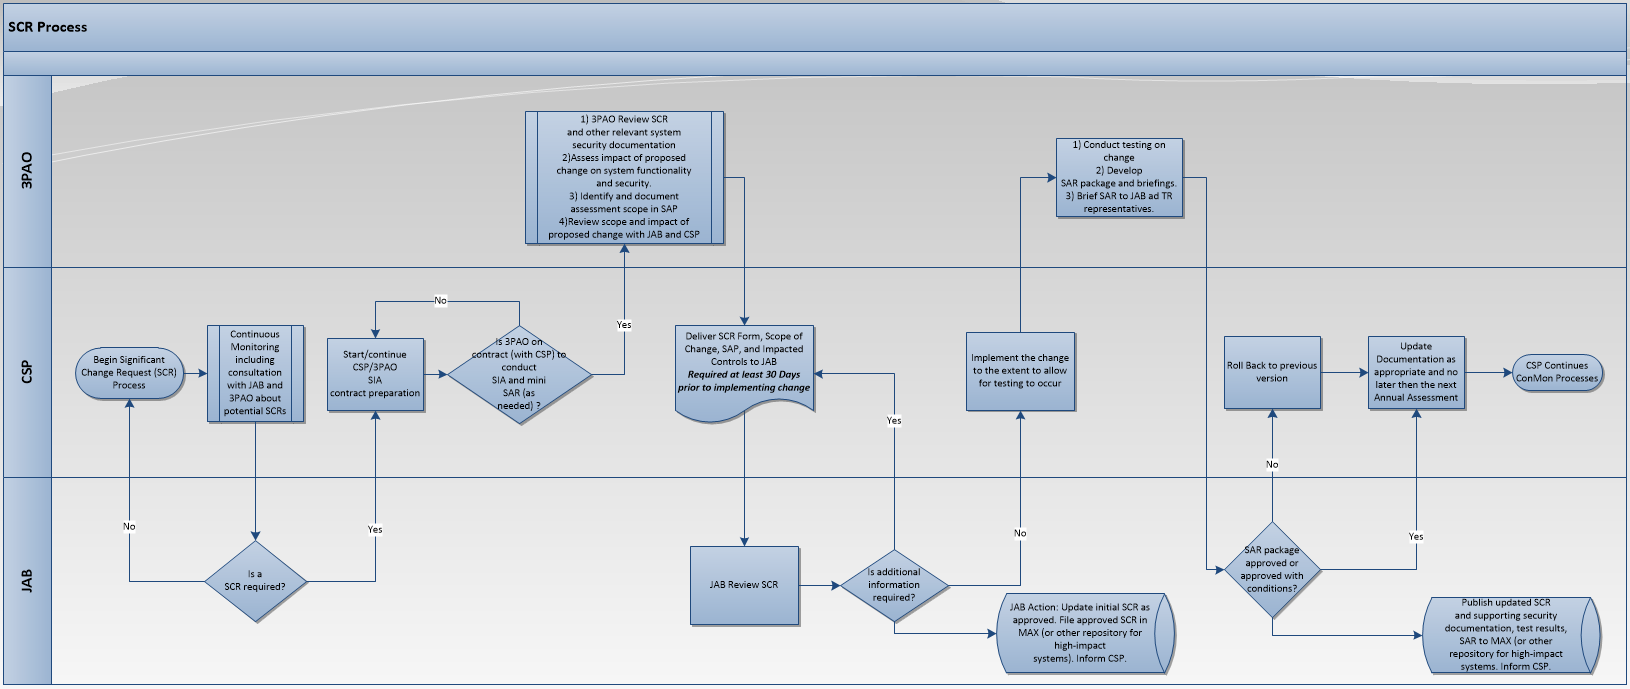 SCR Process
3PAO
1) 3PAO Review SCR
and other relevant system
security documentation
2)Assess impact of proposed
change on system functionality
and security.
3) Identify and document
assessment scope in SAP
4)Review scope and impact of
proposed change with JAB and CSP
1) Conduct testing on
change
2) Develop
SAR package and briefings.
3) Brief SAR to JAB ad TR
representatives.
CSP
Begin Significant
Change Request (SCR)
Process
Continuous
Monitoring
including
consultation
with JAB and
3PAO about
potential SCRs
Start/continue
CSP/3PAO
SIA
contract preparation
No
Is 3PAO on
contract (with CSP) to
conduct
SIA and mini
SAR (as
needed) ?
Yes
Deliver SCR Form, Scope of
Change, SAP, and Impacted
Controls to JAB
Required at least 30 Days
prior to implementing change
Yes
Implement the change
to the extent to allow
for testing to occur
Roll Back to previous
version
Update
Documentation as
appropriate and no
later then the next
Annual Assessment
CSP Continues
ConMon Processes
No
JAB
No
Is a
SCR required?
Yes
JAB Review SCR
Is additional
information
required?
No
JAB Action: Update initial SCR as
approved. File approved SCR in
MAX (or other repository for
high-impact
systems). Inform CSP.
SAR package
approved or
approved with
conditions?
Yes
Publish updated SCR
and supporting security
documentation, test results,
SAR to MAX (or other
repository for high-impact
systems. Inform CSP.